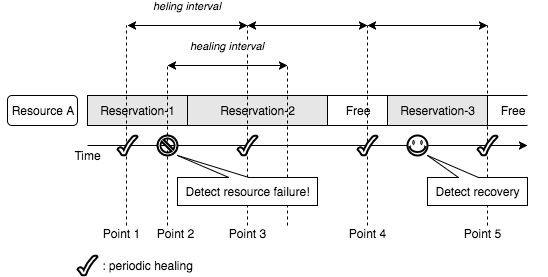 heling interval
healing interval
Resource A
Reservation-1
Reservation-2
Free
Reservation-3
Free
Time
Detect resource failure!
Detect recovery
Point 1
Point 2
Point 3
Point 4
Point 5
: periodic healing